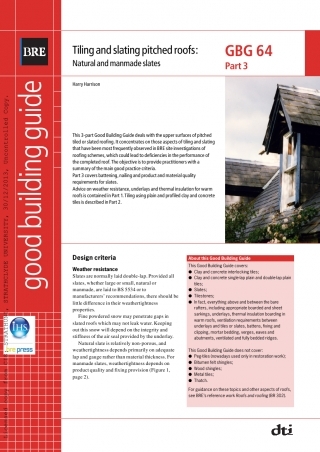 BRE
Tiling and slating pitched roofs:
Natural and manmade slates
GBG 64
Part 3
Harry Harrison
good building guide
This 3-part Good Building Guide deals with the upper surfaces of pitched
tiled or slated roofing. It concentrates on those aspects of tiling and slating
that have been most frequently observed in BRE site investigations of
roofing schemes, which could lead to deficiencies in the performance of
the completed roof. The objective is to provide practitioners with a
summary of the main good practice criteria.
Part 3 covers battening, nailing and product and material quality
requirements for slates.
Advice on weather resistance, underlays and thermal insulation for warm
roofs is contained in Part 1. Tiling using plain and profiled clay and concrete
tiles is described in Part 2.
Design criteria
Weather resistance
Slates are normally laid double-lap. Provided all
slates, whether large or small, natural or
manmade, are laid to BS 5534 or to
manufacturers' recommendations, there should be
little difference in their weathertightness
properties.
Fine powdered snow may penetrate gaps in
slated roofs which may not leak water. Keeping
out this snow will depend on the integrity and
stiffness of the air seal provided by the underlay.
Natural slate is relatively non-porous, and
weathertightness depends primarily on adequate
lap and gauge rather than material thickness. For
manmade slates, weathertightness depends on
product quality and fixing provision (Figure 1,
page 2).
About this Good Building Guide
This Good Building Guide covers:
● Clay and concrete interlocking tiles;
● Clay and concrete single-lap plain and double-lap plain
tiles;
● Slates;
● Tilestones;
● In fact, everything above and between the bare
rafters, including appropriate boarded and sheet
sarkings, underlays, thermal insulation boarding in
warm roofs, ventilation requirements between
underlays and tiles or slates, battens, fixing and
clipping, mortar bedding, verges, eaves and
abutments, ventilated and fully bedded ridges.
This Good Building Guide does not cover:
● Peg tiles (nowadays used only in restoration work);
● Bitumen felt shingles;
● Wood shingles;
● Metal tiles;
● Thatch.
For guidance on these topics and other aspects of roofs,
see BRE's reference work Roofs and roofing (BR 302).
IHS
bre press
STRATHCLYDE UNIVERSITY, 30/11/2013, Uncontrolled Copy,
dti